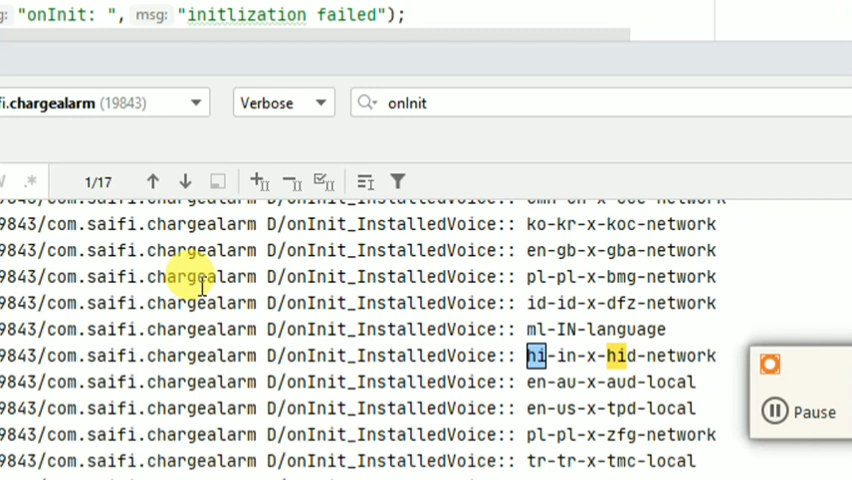 g: "onInit: ", msg: "initlization failed");
fi.chargealarm (19843) Verbose onInit
W .* 1/17
9843/com.saifi.chargealarm D/onInit_InstalledVoice:: ko-kr-x-koc-network
9843/com.saifi.chargealarm D/onInit_InstalledVoice:: en-gb-x-gba-network
9843/com.saifi.chargealarm D/onInit_InstalledVoice:: pl-pl-x-bmg-network
9843/com.saifi.chargealarm D/onInit_InstalledVoice:: id-id-x-dfz-network
9843/com.saifi.chargealarm D/onInit_InstalledVoice:: ml-IN-language
9843/com.saifi.chargealarm D/onInit_InstalledVoice:: hi-in-x-hid-network
9843/com.saifi.chargealarm D/onInit_InstalledVoice:: en-au-x-aud-local
9843/com.saifi.chargealarm D/onInit_InstalledVoice:: en-us-x-tpd-local
9843/com.saifi.chargealarm D/onInit_InstalledVoice:: pl-pl-x-zfg-network
9843/com.saifi.chargealarm D/onInit_InstalledVoice:: tr-tr-x-tmc-local
Pause